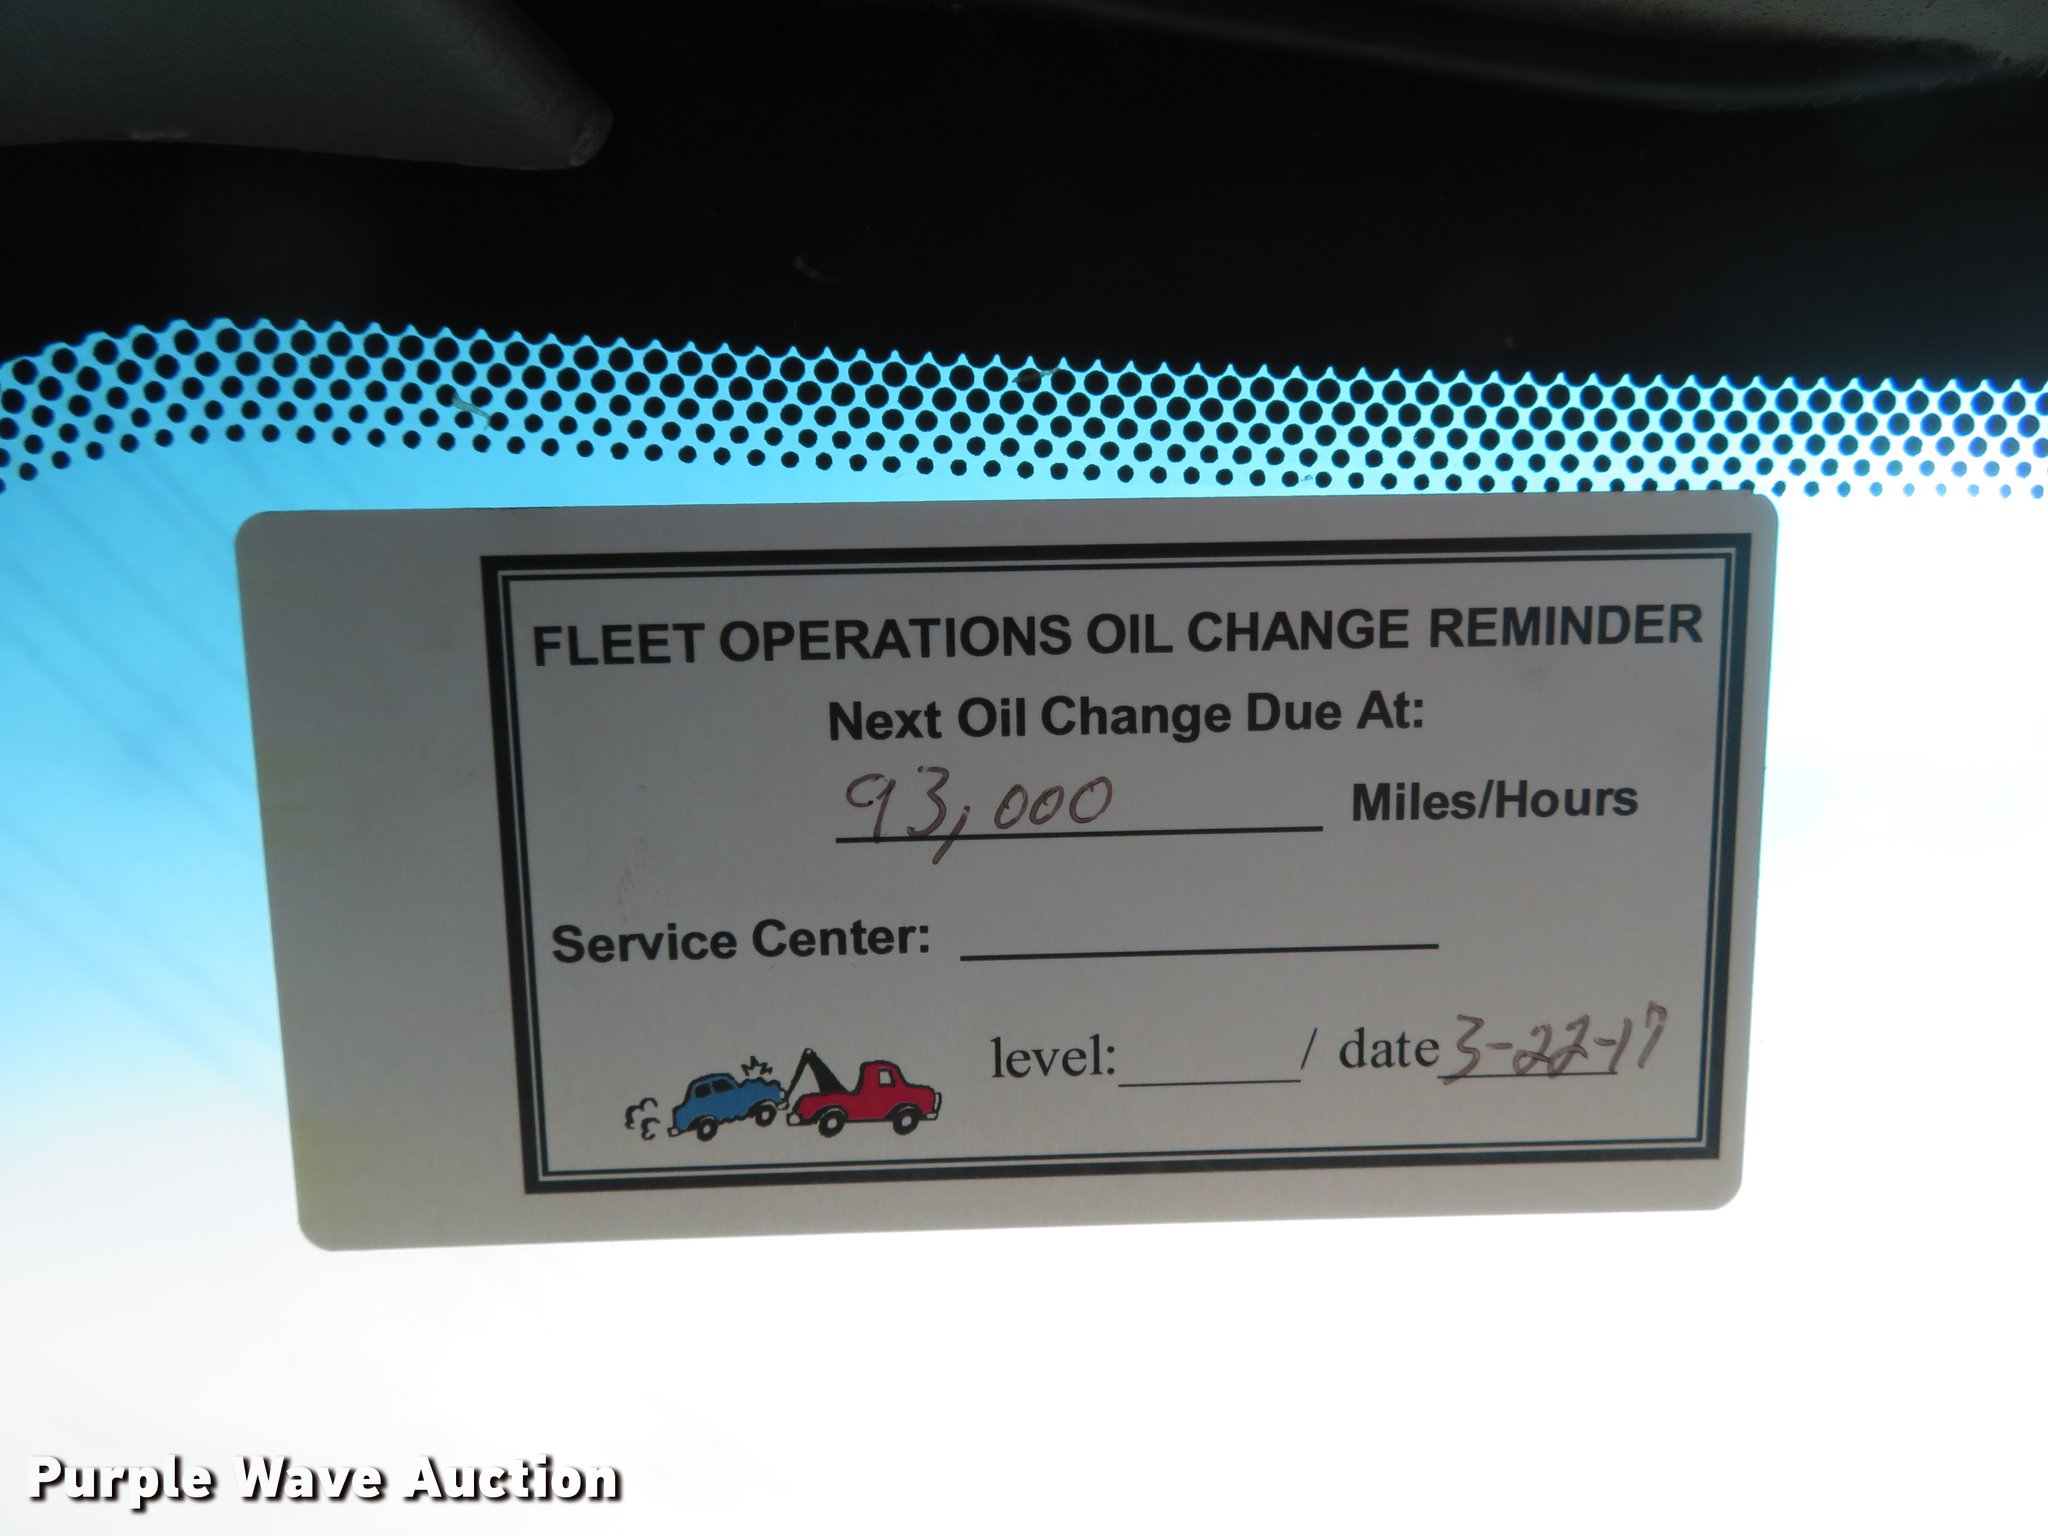 FLEET OPERATIONS OIL CHANGE REMINDER
Next Oil Change Due At:
93,000 Miles/Hours
Service Center:
level: / date 3-22-17
Purple Wave Auction